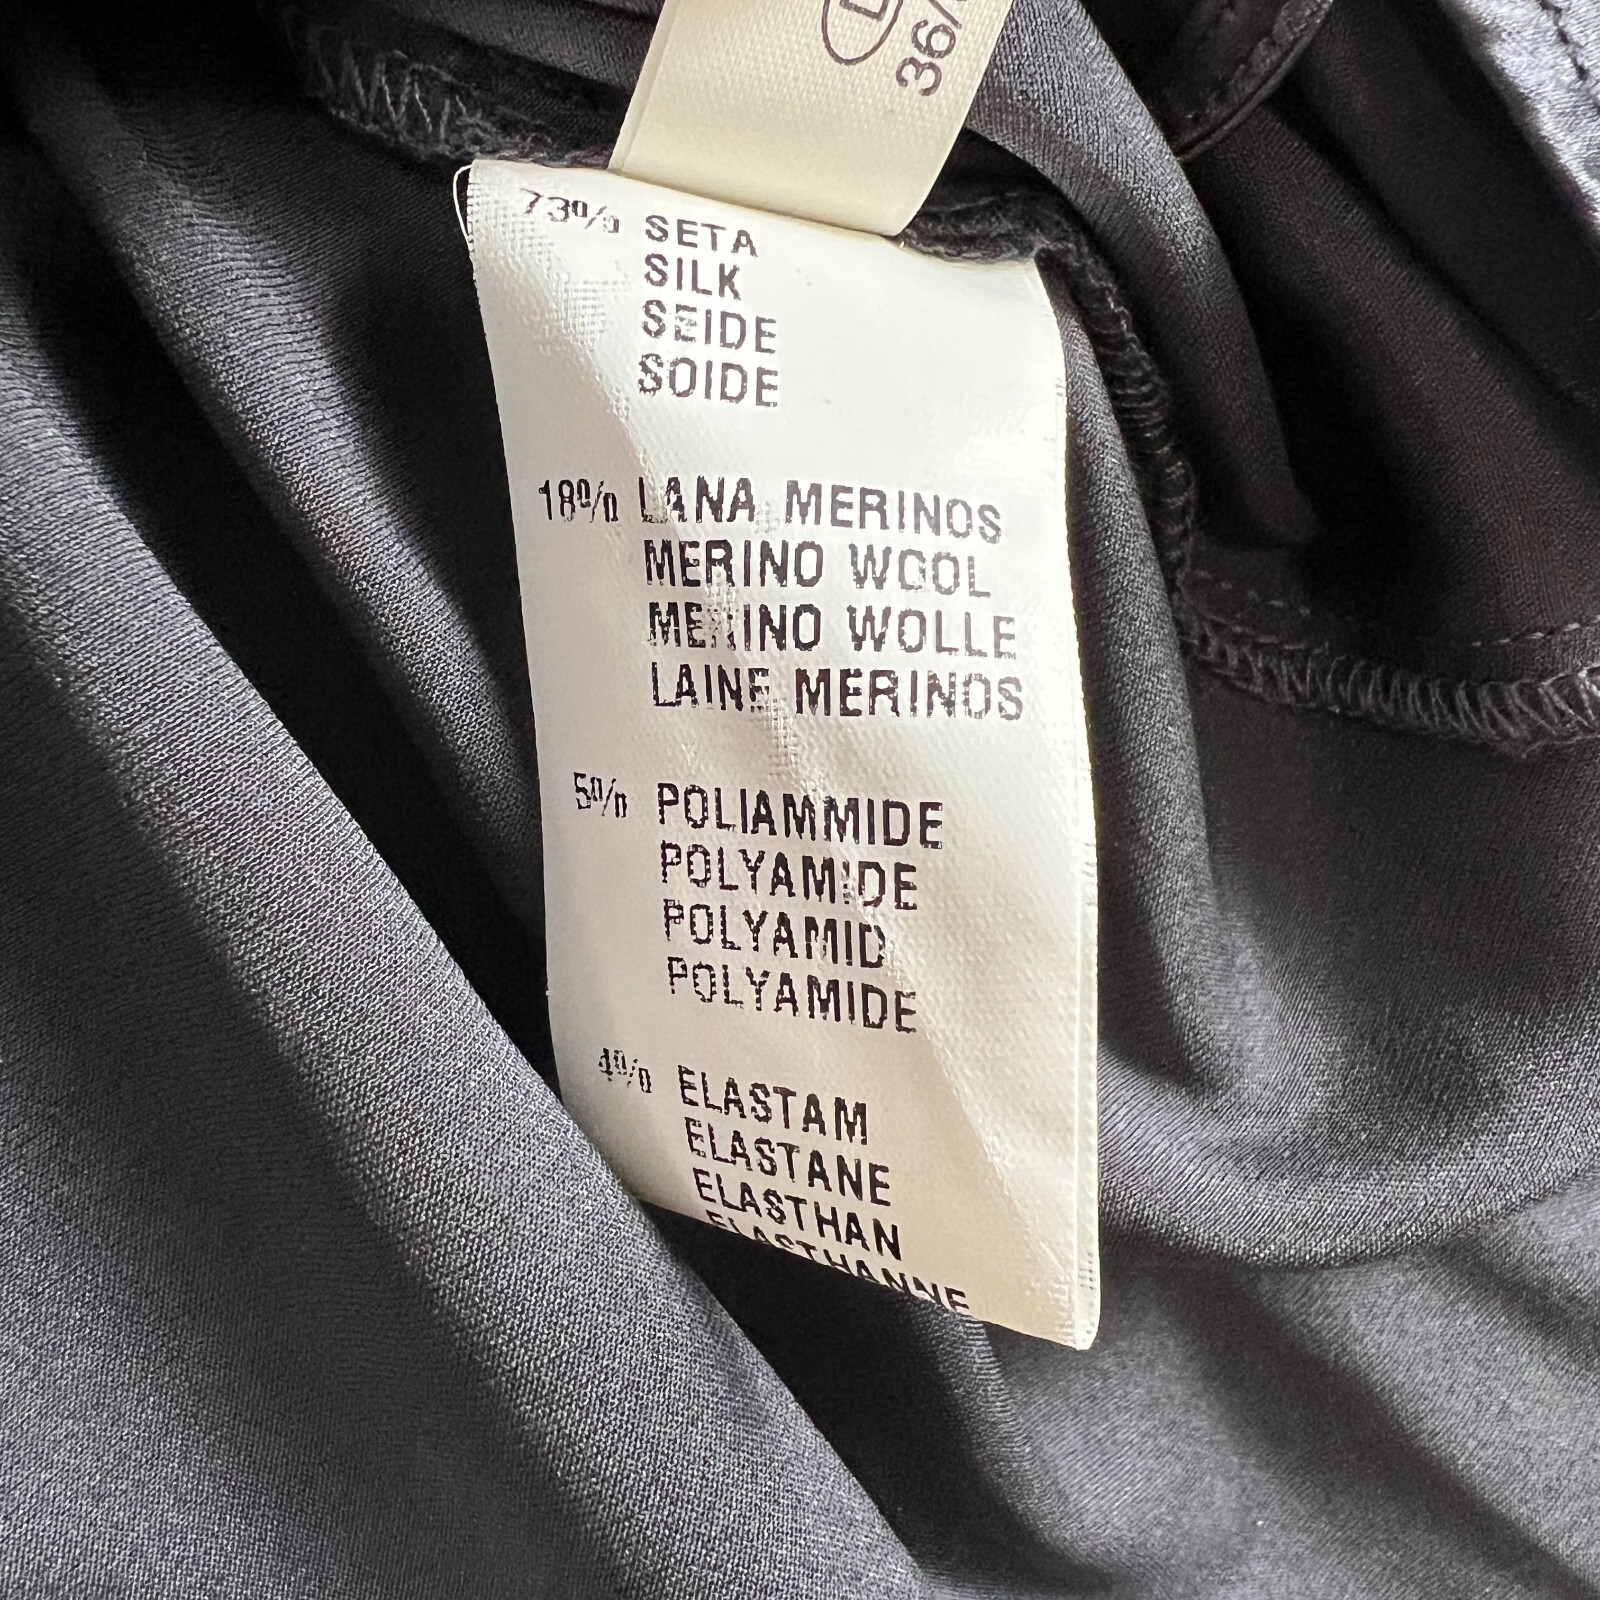 D
36/
73% SETA
SILK
SEIDE
SOIDE
18% LANA MERINOS
MERINO WOOL
MERINO WOLLE
LAINE MERINOS
5% POLIAMMIDE
POLYAMIDE
POLYAMID
POLYAMIDE
4% ELASTAM
ELASTANE
ELASTHAN
ELASTHANNE